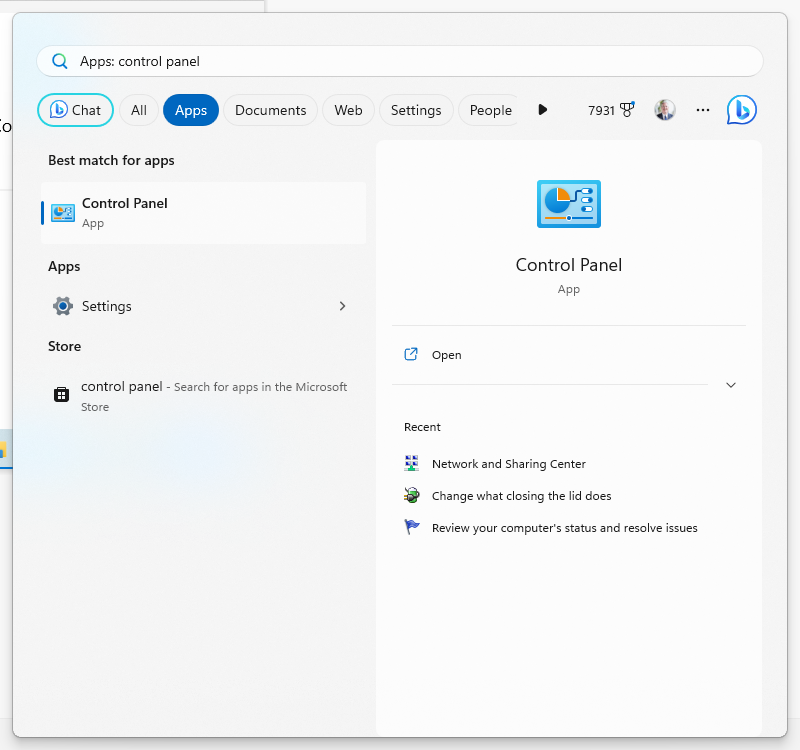 Apps: control panel
Chat All Apps Documents Web Settings People 7931
Best match for apps
Control Panel
App
Apps
Settings
Store
control panel - Search for apps in the Microsoft
Store
Control Panel
App
Open
Recent
Network and Sharing Center
Change what closing the lid does
Review your computer's status and resolve issues